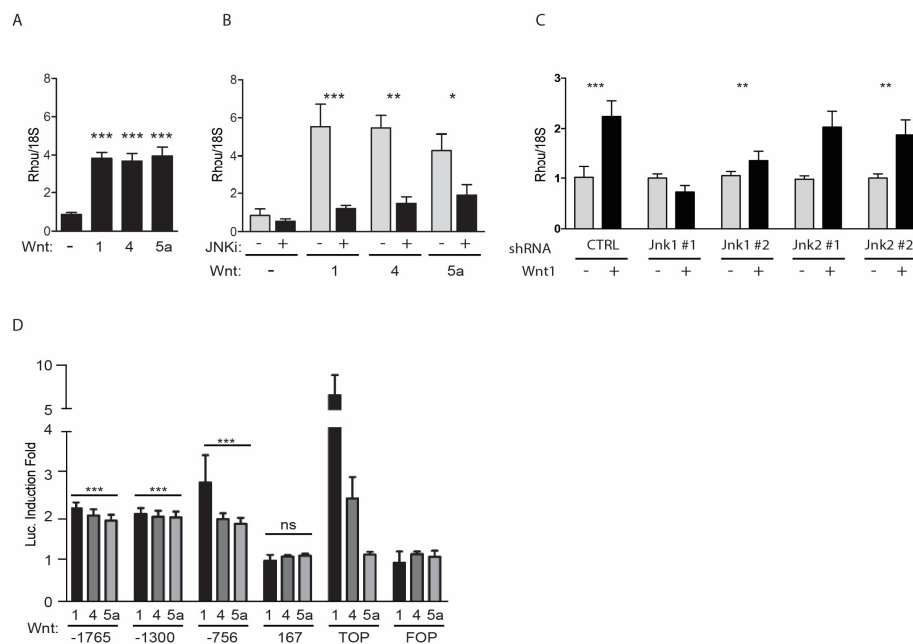 A
B
C
8
6
4
2
0
Rhou/18S
*** *** ***
Wnt: – 1 4 5a
8
6
4
2
0
Rhou/18S
*** ** *
JNKi: - + - + - + - +
Wnt: – 1 4 5a
3
2
1
0
Rhou/18S
*** ** **
shRNA CTRL Jnk1 #1 Jnk1 #2 Jnk2 #1 Jnk2 #2
Wnt1 - + - + - + - + - +
D
10
5
4
3
2
1
0
Luc. Induction Fold
*** *** *** ns
Wnt: 1 4 5a 1 4 5a 1 4 5a 1 4 5a 1 4 5a 1 4 5a
-1765 -1300 -756 167 TOP FOP